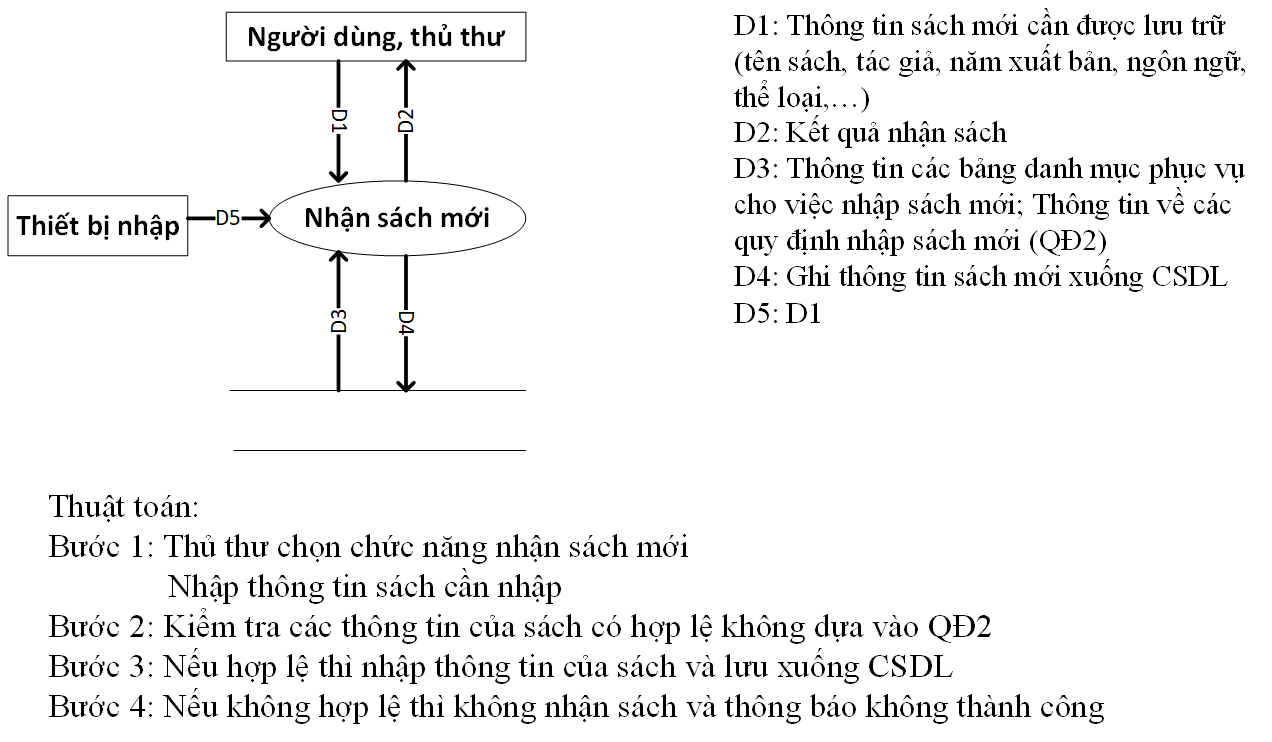 Người dùng, thủ thư
D1
D2
Thiết bị nhập
D5
Nhận sách mới
D3
D4
D1: Thông tin sách mới cần được lưu trữ
(tên sách, tác giả, năm xuất bản, ngôn ngữ,
thể loại,…)
D2: Kết quả nhận sách
D3: Thông tin các bảng danh mục phục vụ
cho việc nhập sách mới; Thông tin về các
quy định nhập sách mới (QĐ2)
D4: Ghi thông tin sách mới xuống CSDL
D5: D1
Thuật toán:
Bước 1: Thủ thư chọn chức năng nhận sách mới
Nhập thông tin sách cần nhập
Bước 2: Kiểm tra các thông tin của sách có hợp lệ không dựa vào QĐ2
Bước 3: Nếu hợp lệ thì nhập thông tin của sách và lưu xuống CSDL
Bước 4: Nếu không hợp lệ thì không nhận sách và thông báo không thành công